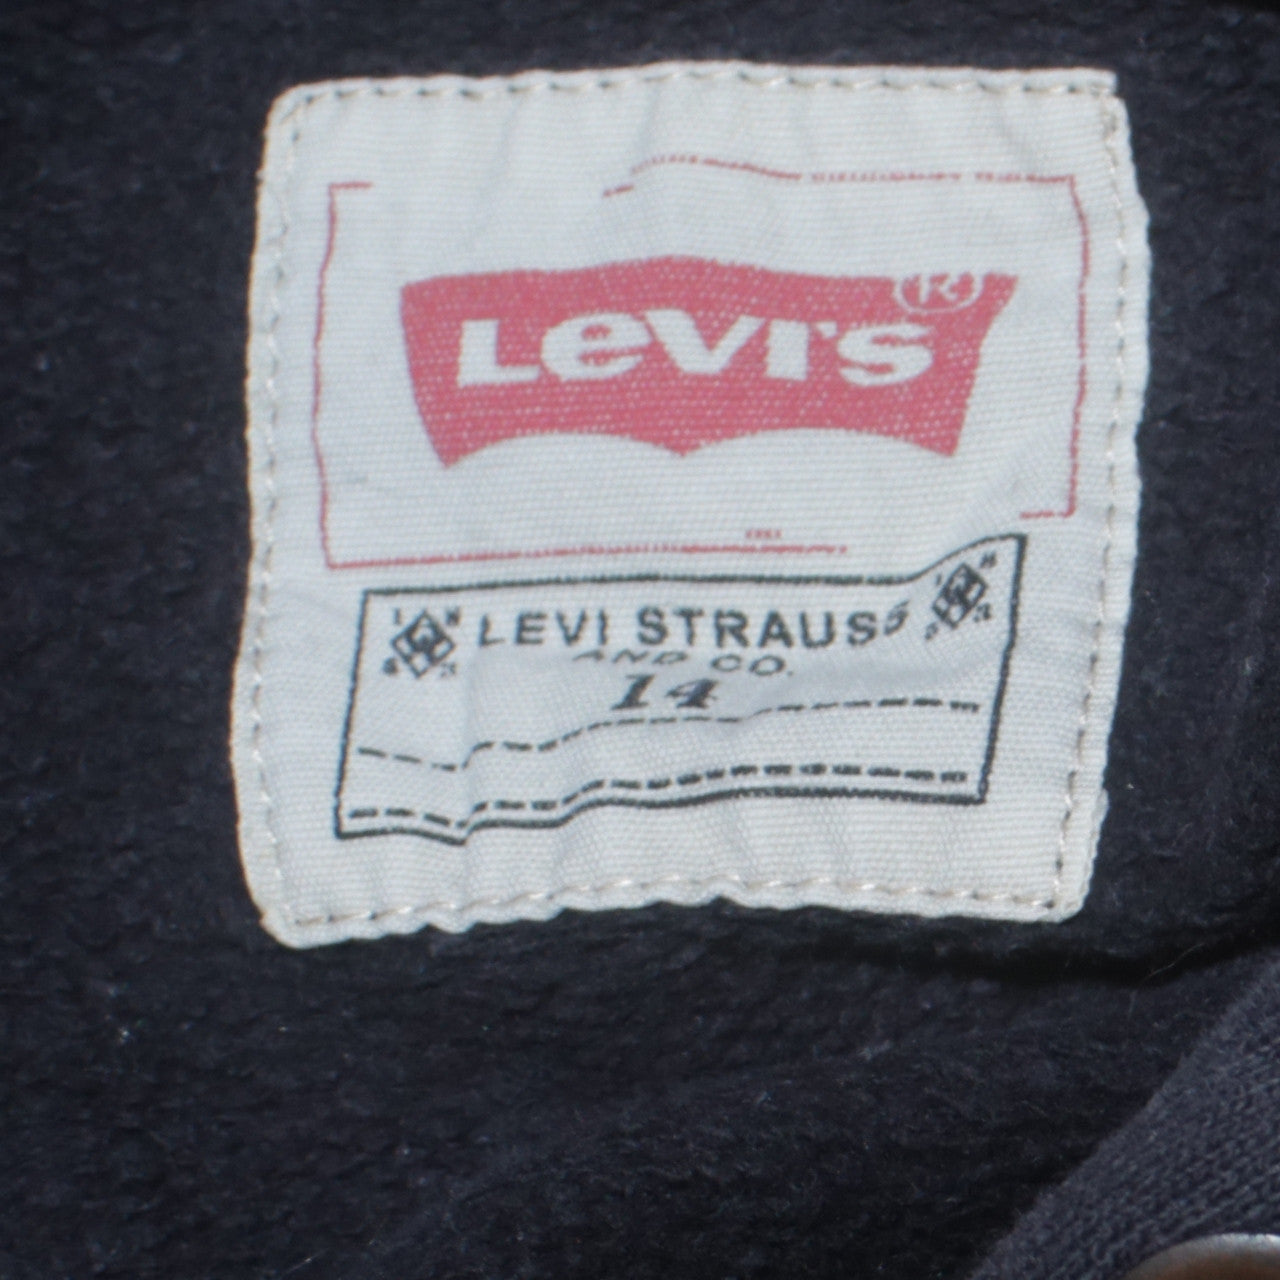 LEVI'S®
LEVI STRAUSS
AND CO.
14